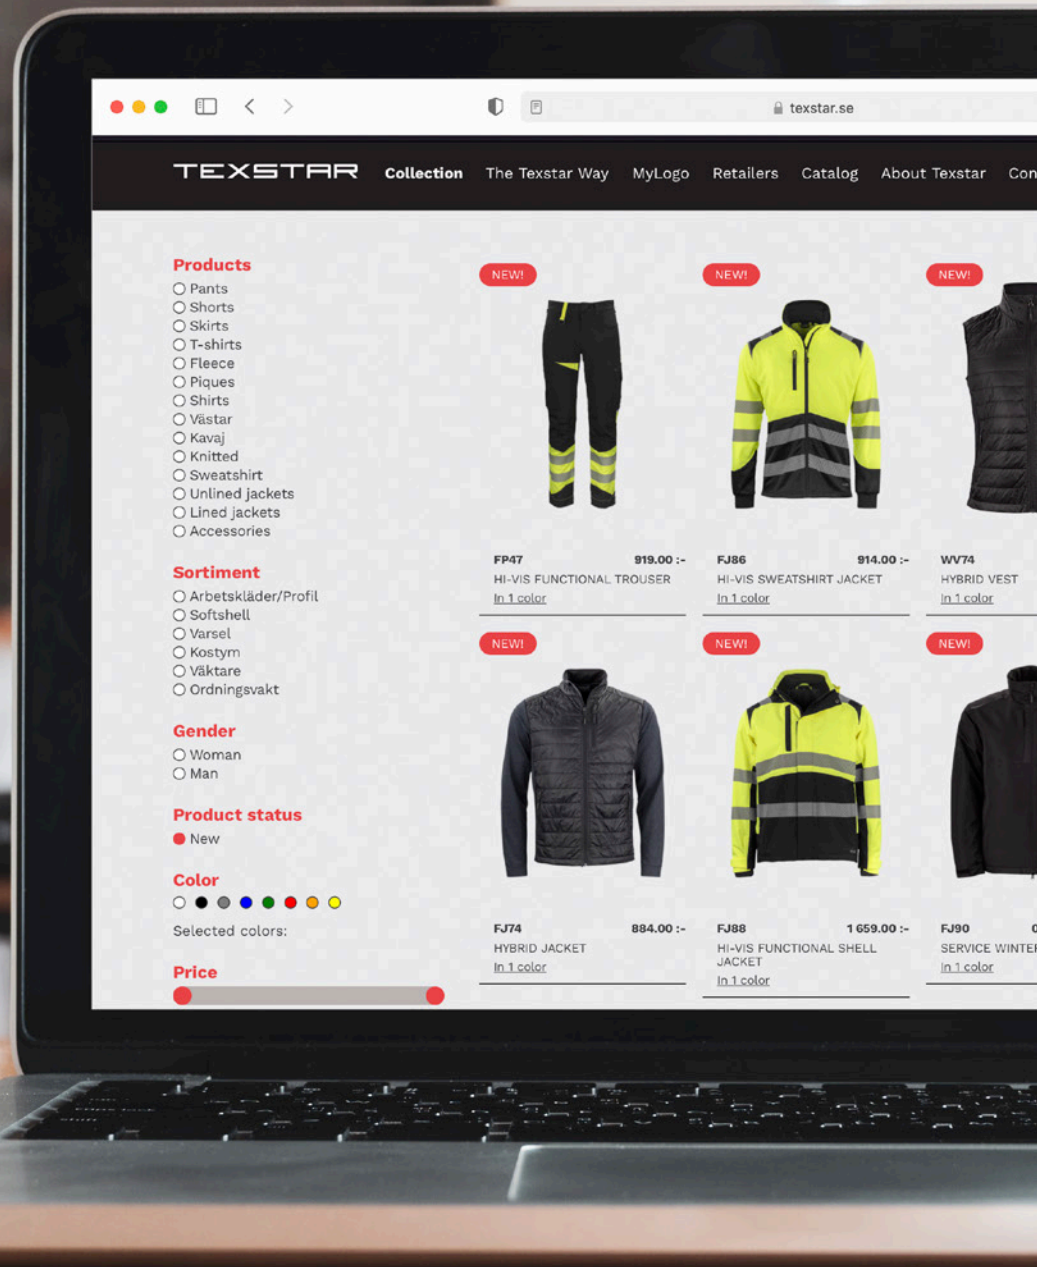 texstar.se
TEXSTAR Collection The Texstar Way MyLogo Retailers Catalog About Texstar Con
Products
Pants
Shorts
Skirts
T-shirts
Fleece
Piques
Shirts
Västar
Kavaj
Knitted
Sweatshirt
Unlined jackets
Lined jackets
Accessories
Sortiment
Arbetskläder/Profil
Softshell
Varsel
Kostym
Väktare
Ordningsvakt
Gender
Woman
Man
Product status
New
Color
Selected colors:
Price
NEW! NEW! NEW!
FP47 919.00 :- FJ86 914.00 :- WV74
HI-VIS FUNCTIONAL TROUSER HI-VIS SWEATSHIRT JACKET HYBRID VEST
In 1 color In 1 color In 1 color
NEW! NEW! NEW!
FJ74 884.00 :- FJ88 1 659.00 :- FJ90 0
HYBRID JACKET HI-VIS FUNCTIONAL SHELL SERVICE WINTER
JACKET
In 1 color In 1 color In 1 color